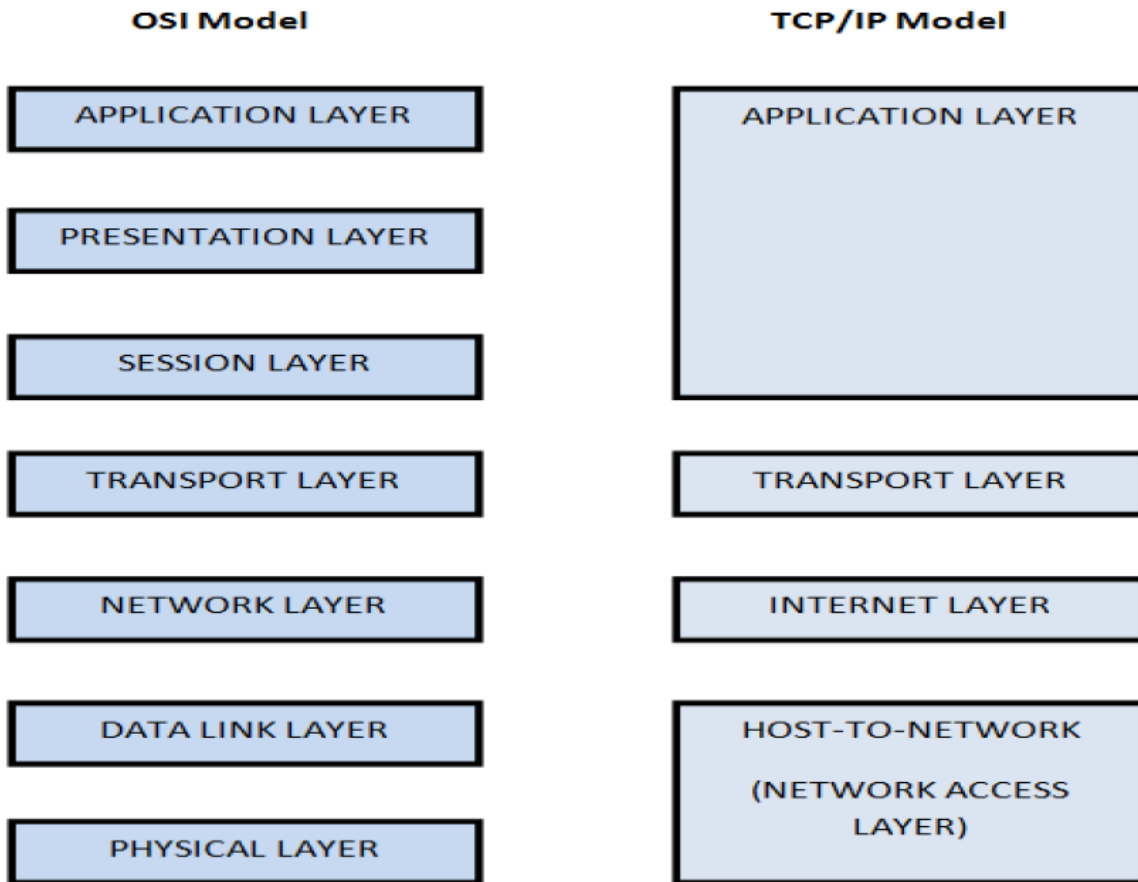 OSI Model
APPLICATION LAYER
PRESENTATION LAYER
SESSION LAYER
TRANSPORT LAYER
NETWORK LAYER
DATA LINK LAYER
PHYSICAL LAYER
TCP/IP Model
APPLICATION LAYER
TRANSPORT LAYER
INTERNET LAYER
HOST-TO-NETWORK
(NETWORK ACCESS
LAYER)